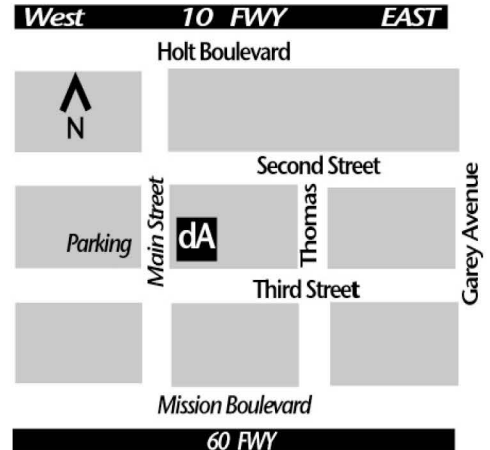 West 10 FWY EAST
Holt Boulevard
N
Second Street
Main Street
Thomas
Garey Avenue
Parking
dA
Third Street
Mission Boulevard
60 FWY